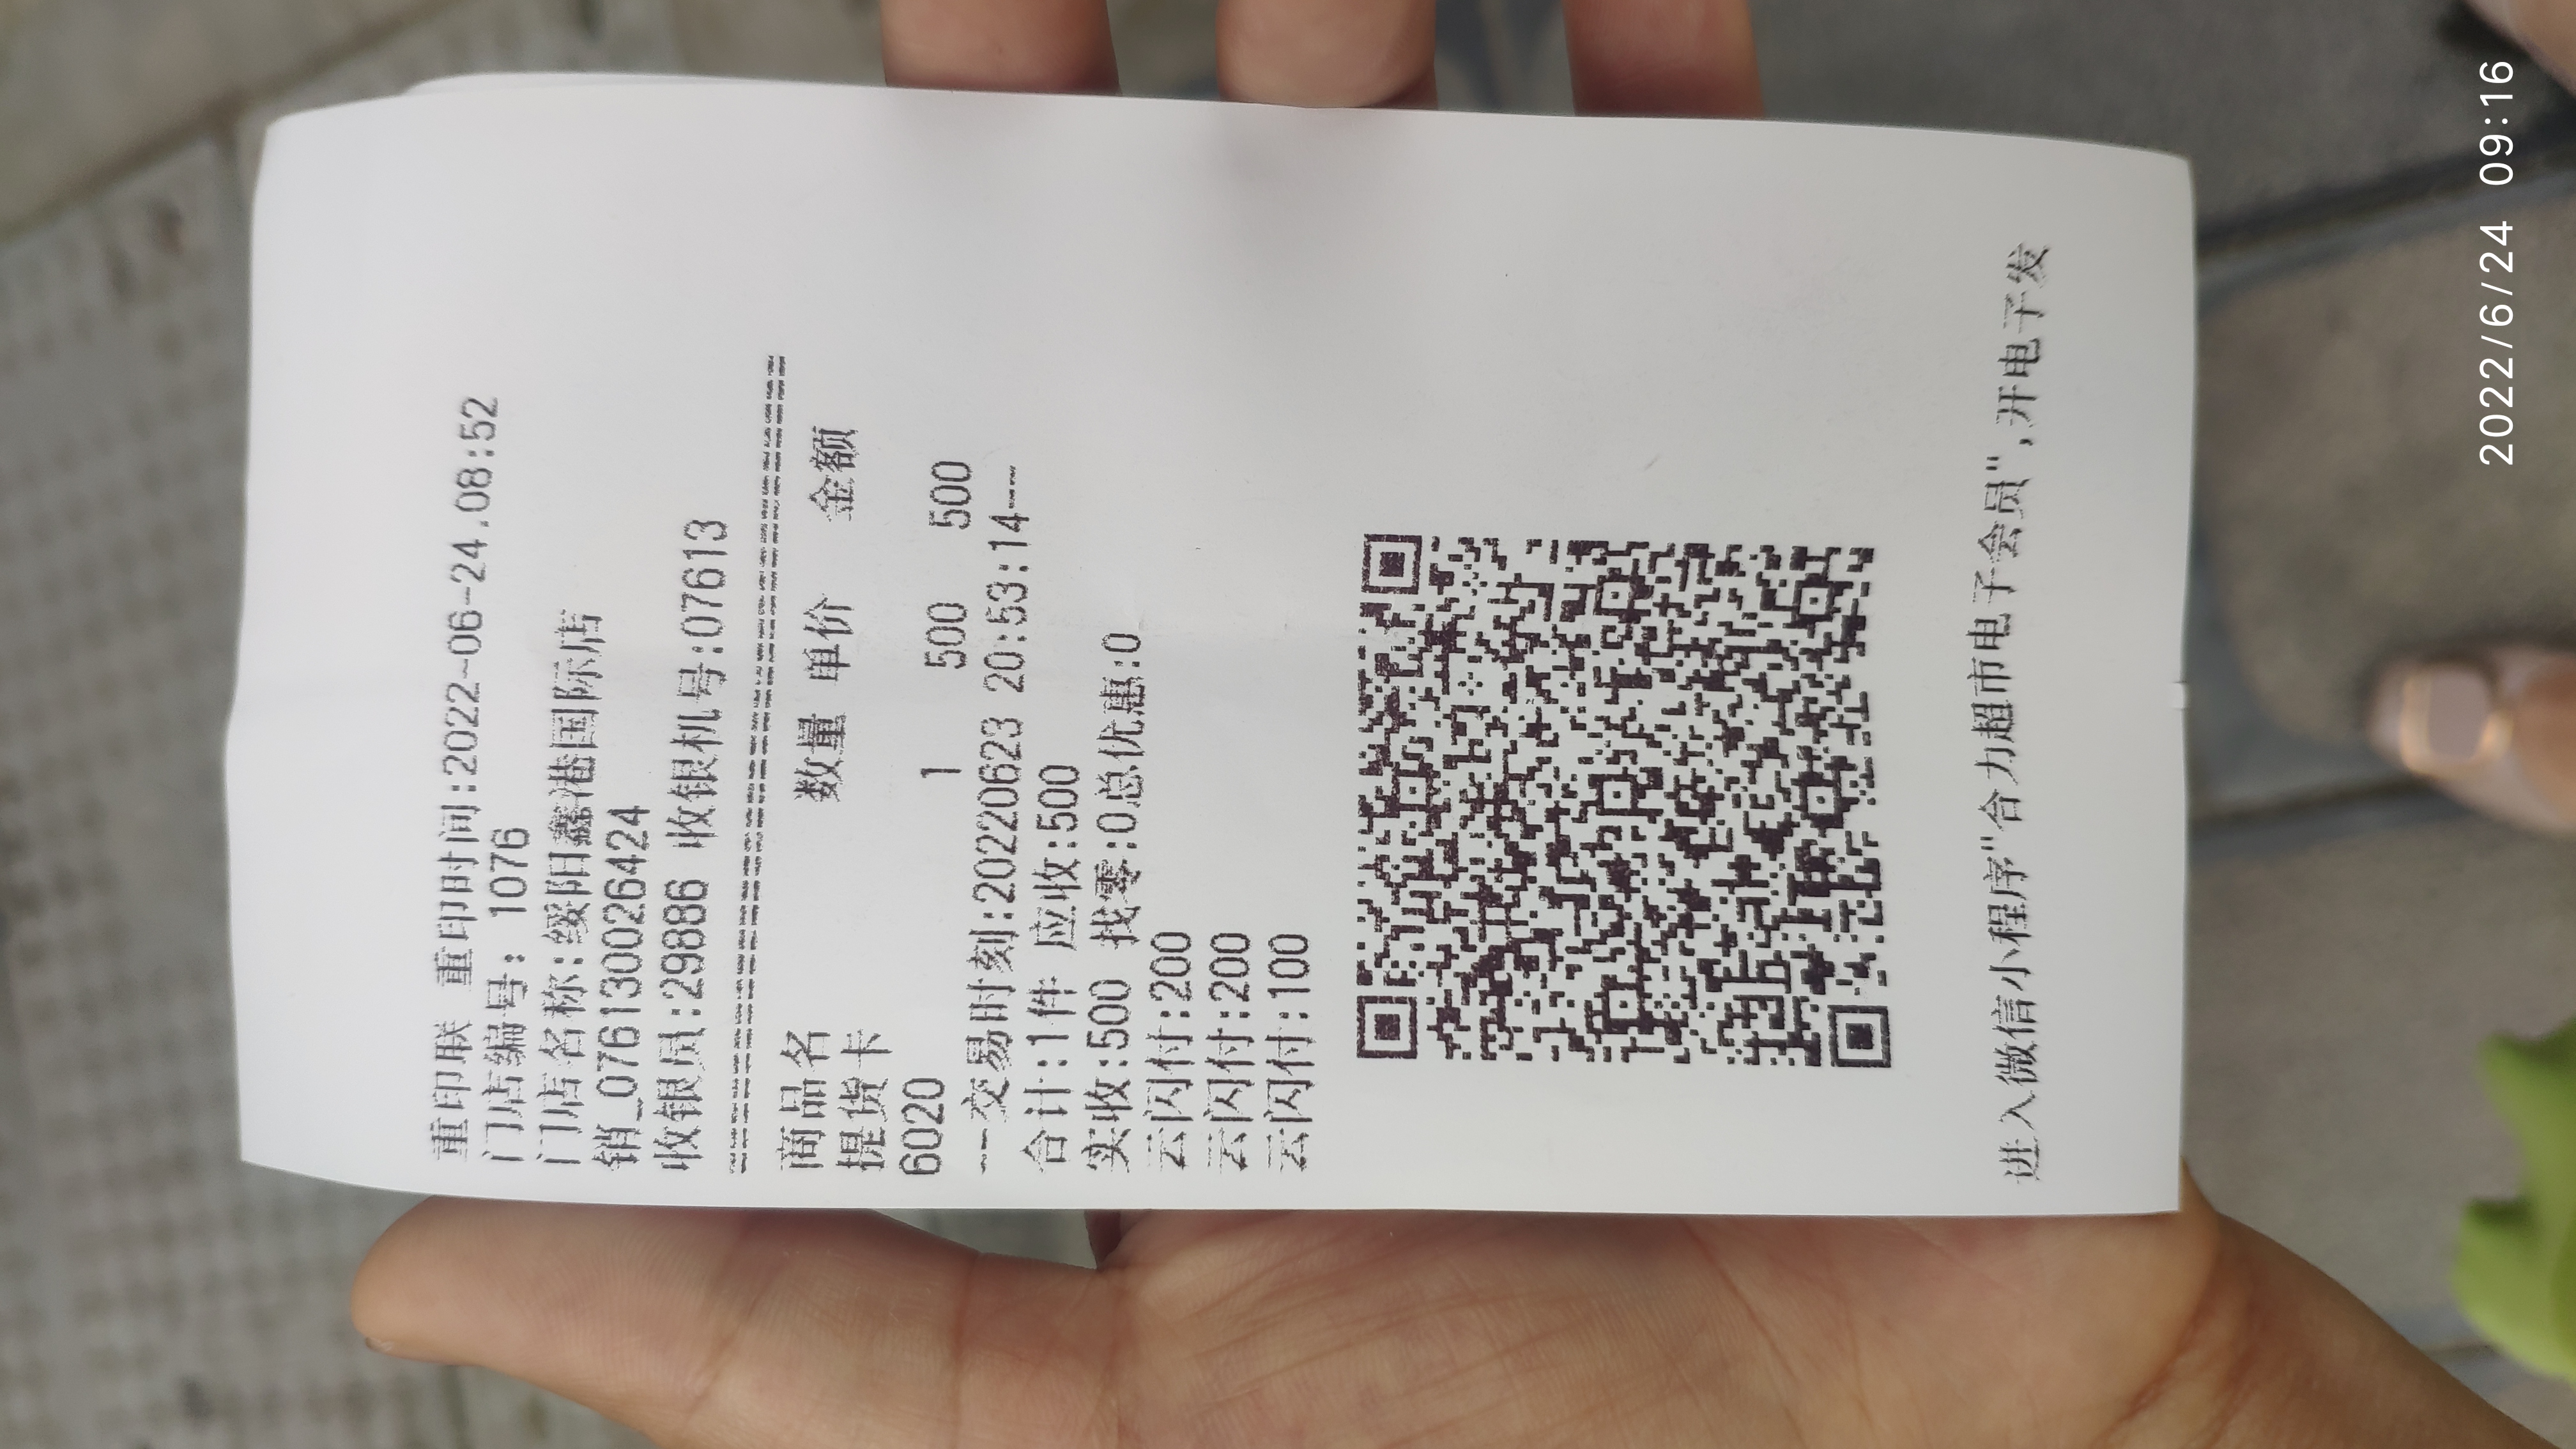 重印联 重印时间:2022-06-24.08:52
门店编号: 1076
门店名称:绥阳鑫港国际店
销_076130026424
收银员:29886 收银机号:07613
商品名 数量 单价 金额
提货卡
6020 1 500 500
---交易时刻:20220623 20:53:14---
合计:1件 应收:500
实收:500 找零:0总优惠:0
云闪付:200
云闪付:200
云闪付:100
进入微信小程序"合力超市电子会员",开电子发
2022/6/24 09:16